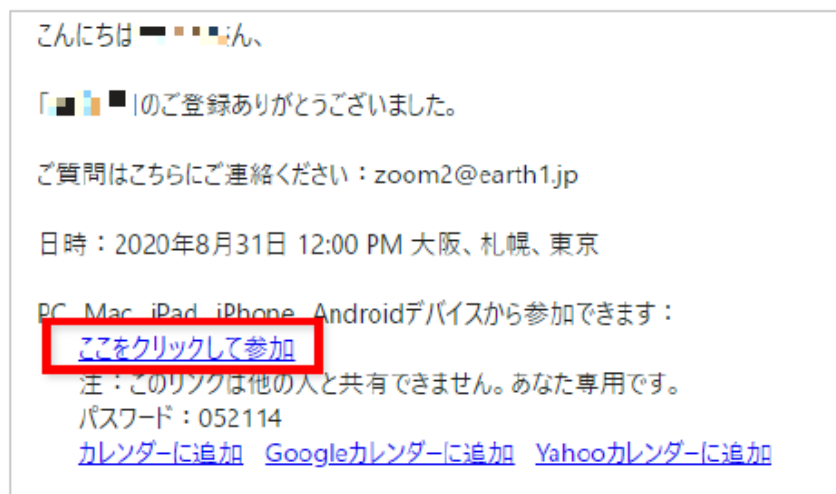 こんにちは さん、
「 」のご登録ありがとうございました。
ご質問はこちらにご連絡ください：zoom2@earth1.jp
日時：2020年8月31日 12:00 PM 大阪、札幌、東京
PC、Mac、iPad、iPhone、Androidデバイスから参加できます：
ここをクリックして参加
注：このリンクは他の人と共有できません。あなた専用です。
パスワード：052114
カレンダーに追加 Googleカレンダーに追加 Yahooカレンダーに追加